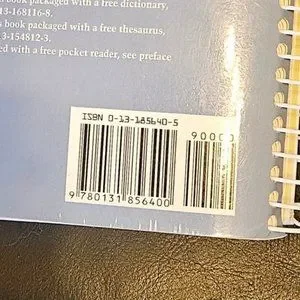 s book packaged with a free dictionary,
13-168116-8.
s book packaged with a free thesaurus,
3-154812-3.
ed with a free pocket reader, see preface
ISBN 0-13-185640-5
90000
9 780131 856400